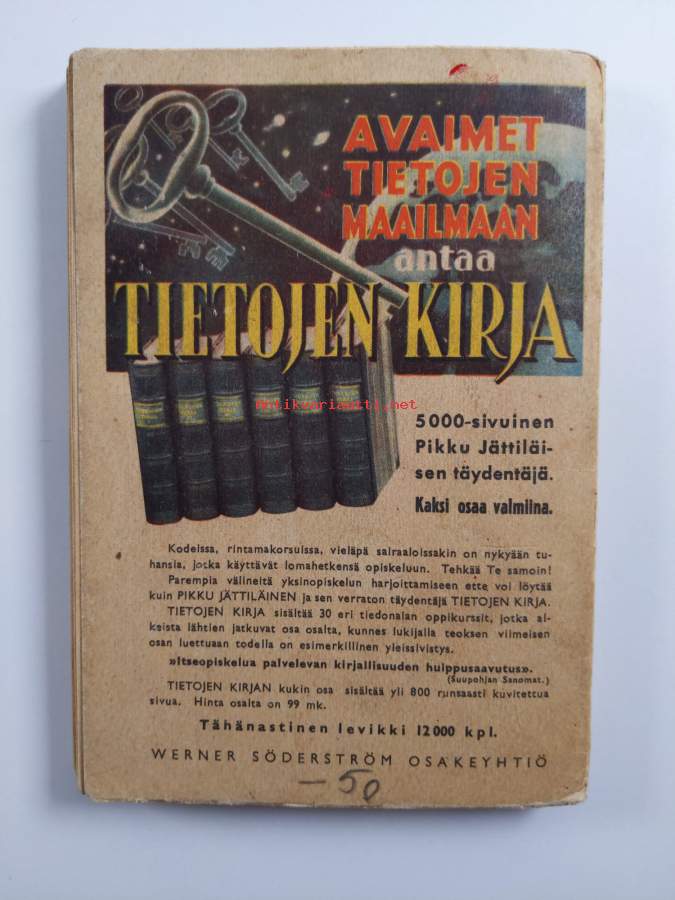 AVAIMET
TIETOJEN
MAAILMAAN
antaa
TIETOJEN KIRJA
Antikvariaatti.net
5000-sivuinen
Pikku Jättiläi-
sen täydentäjä.
Kaksi osaa valmiina.
Kodeissa, rintamakorsuissa, vieläpä sairaaloissakin on nykyään tu-
hansia, jotka käyttävät lomahetkensä opiskeluun. Tehkää Te samoin!
Parempia välineitä yksinopiskelun harjoittamiseen ette voi löytää
kuin PIKKU JÄTTILÄINEN ja sen verraton täydentäjä TIETOJEN KIRJA.
TIETOJEN KIRJA sisältää 30 eri tiedonalan oppikurssit, jotka al-
keista lähtien jatkuvat osa osalta, kunnes lukijalla teoksen viimeisen
osan luettuaan todella on esimerkillinen yleissivistys.
»Itseopiskelua palvelevan kirjallisuuden huippusaavutus».
(Suupohjan Sanomat.)
TIETOJEN KIRJAN kukin osa sisältää yli 800 runsaasti kuvitettua
sivua. Hinta osalta on 99 mk.
Tähänastinen levikki 12000 kpl.
WERNER SÖDERSTRÖM OSAKEYHTIÖ
–50